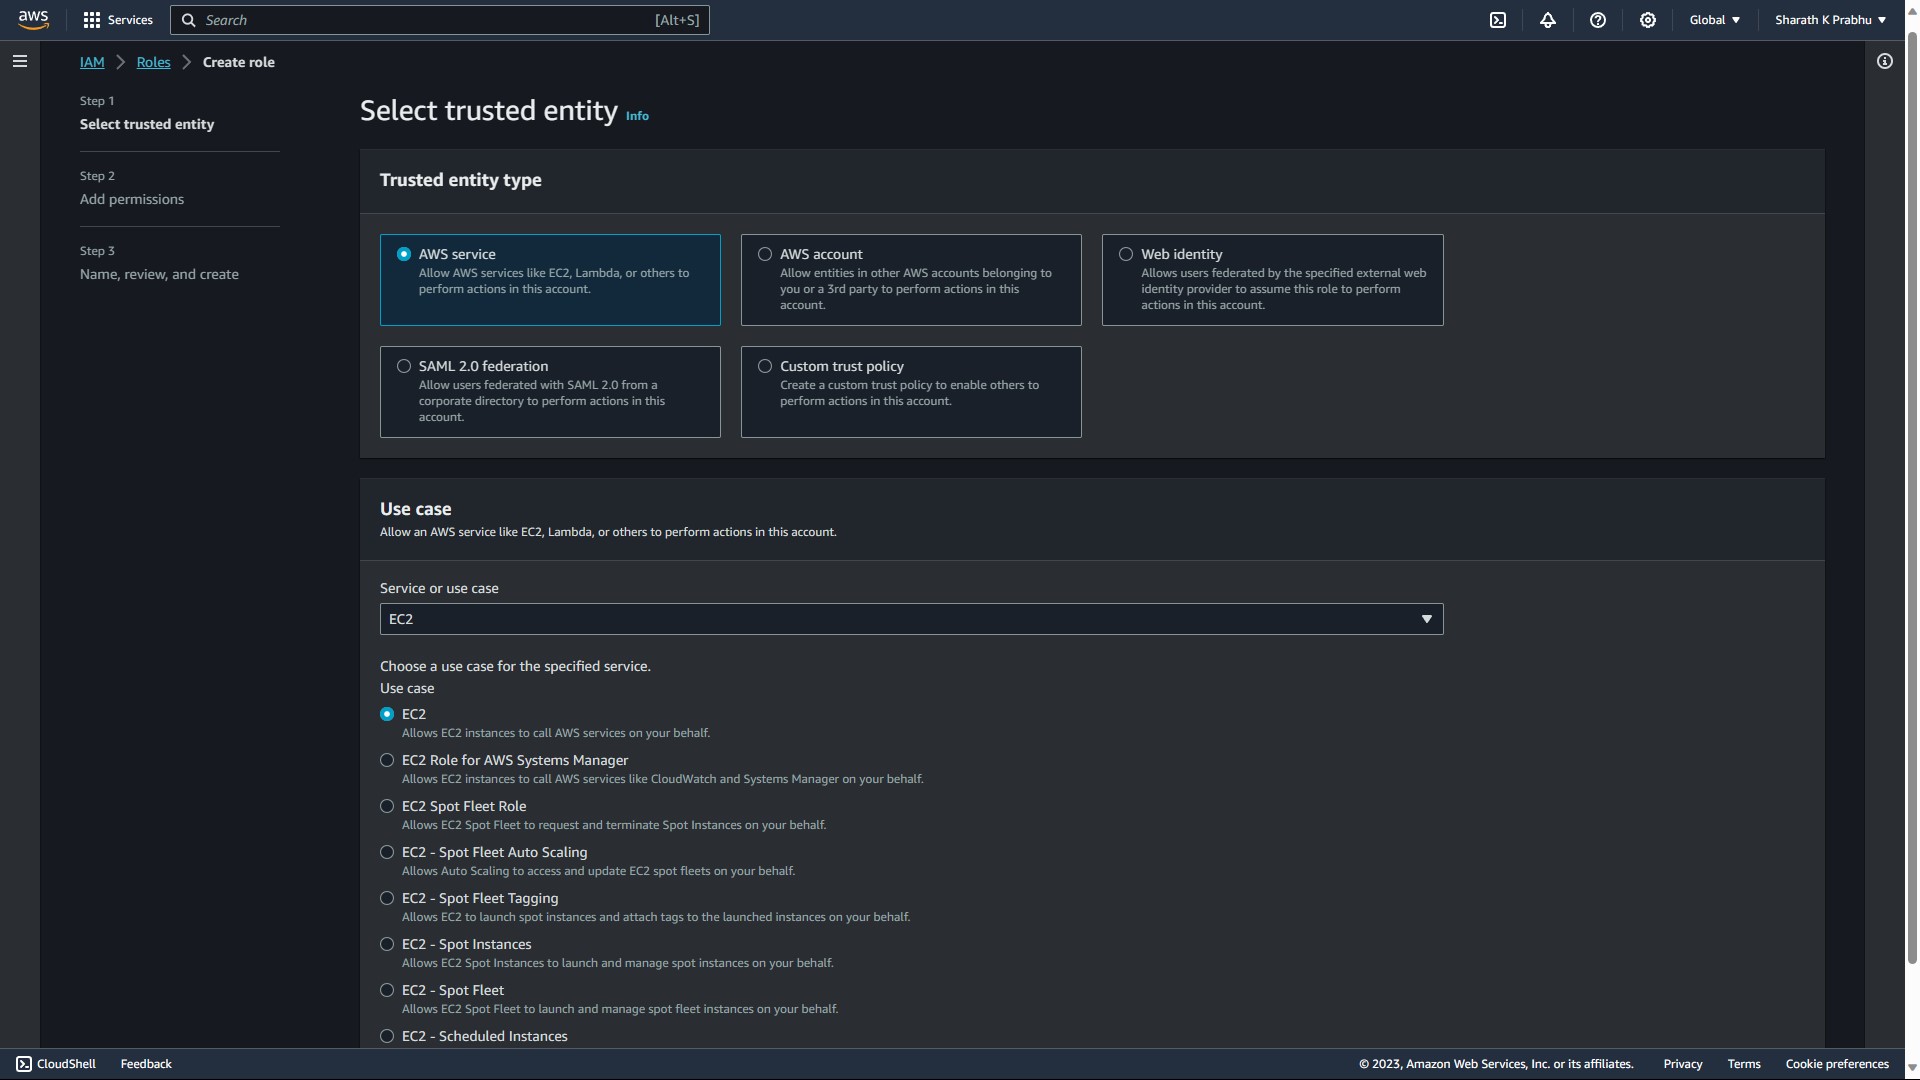 aws
Services
Search [Alt+S]
Global ▼
Sharath K Prabhu ▼
IAM > Roles > Create role
Step 1
Select trusted entity
Step 2
Add permissions
Step 3
Name, review, and create
Select trusted entity Info
Trusted entity type
AWS service
Allow AWS services like EC2, Lambda, or others to
perform actions in this account.
AWS account
Allow entities in other AWS accounts belonging to
you or a 3rd party to perform actions in this
account.
Web identity
Allows users federated by the specified external web
identity provider to assume this role to perform
actions in this account.
SAML 2.0 federation
Allow users federated with SAML 2.0 from a
corporate directory to perform actions in this
account.
Custom trust policy
Create a custom trust policy to enable others to
perform actions in this account.
Use case
Allow an AWS service like EC2, Lambda, or others to perform actions in this account.
Service or use case
EC2
Choose a use case for the specified service.
Use case
EC2
Allows EC2 instances to call AWS services on your behalf.
EC2 Role for AWS Systems Manager
Allows EC2 instances to call AWS services like CloudWatch and Systems Manager on your behalf.
EC2 Spot Fleet Role
Allows EC2 Spot Fleet to request and terminate Spot Instances on your behalf.
EC2 - Spot Fleet Auto Scaling
Allows Auto Scaling to access and update EC2 spot fleets on your behalf.
EC2 - Spot Fleet Tagging
Allows EC2 to launch spot instances and attach tags to the launched instances on your behalf.
EC2 - Spot Instances
Allows EC2 Spot Instances to launch and manage spot instances on your behalf.
EC2 - Spot Fleet
Allows EC2 Spot Fleet to launch and manage spot fleet instances on your behalf.
EC2 - Scheduled Instances
CloudShell
Feedback
© 2023, Amazon Web Services, Inc. or its affiliates.
Privacy
Terms
Cookie preferences